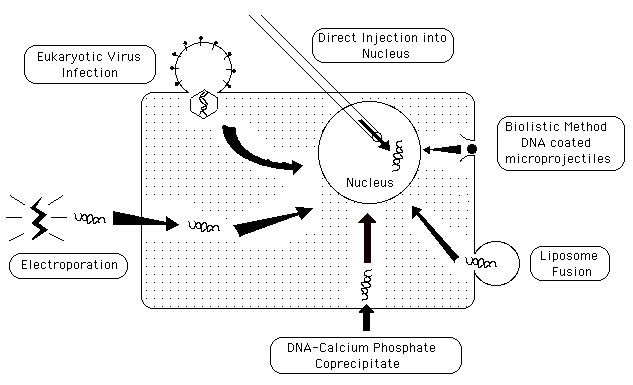 Eukaryotic Virus
Infection
Direct Injection into
Nucleus
Biolistic Method
DNA coated
microprojectiles
Nucleus
Electroporation
Liposome
Fusion
DNA-Calcium Phosphate
Coprecipitate